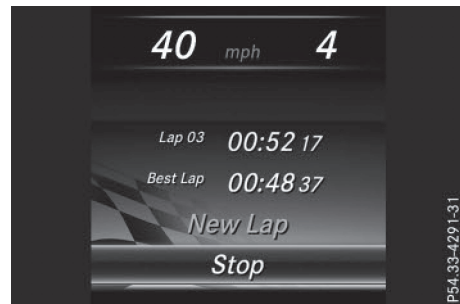 40 mph 4
Lap 03 00:52 17
Best Lap 00:48 37
New Lap
Stop
P54.33-4291-31